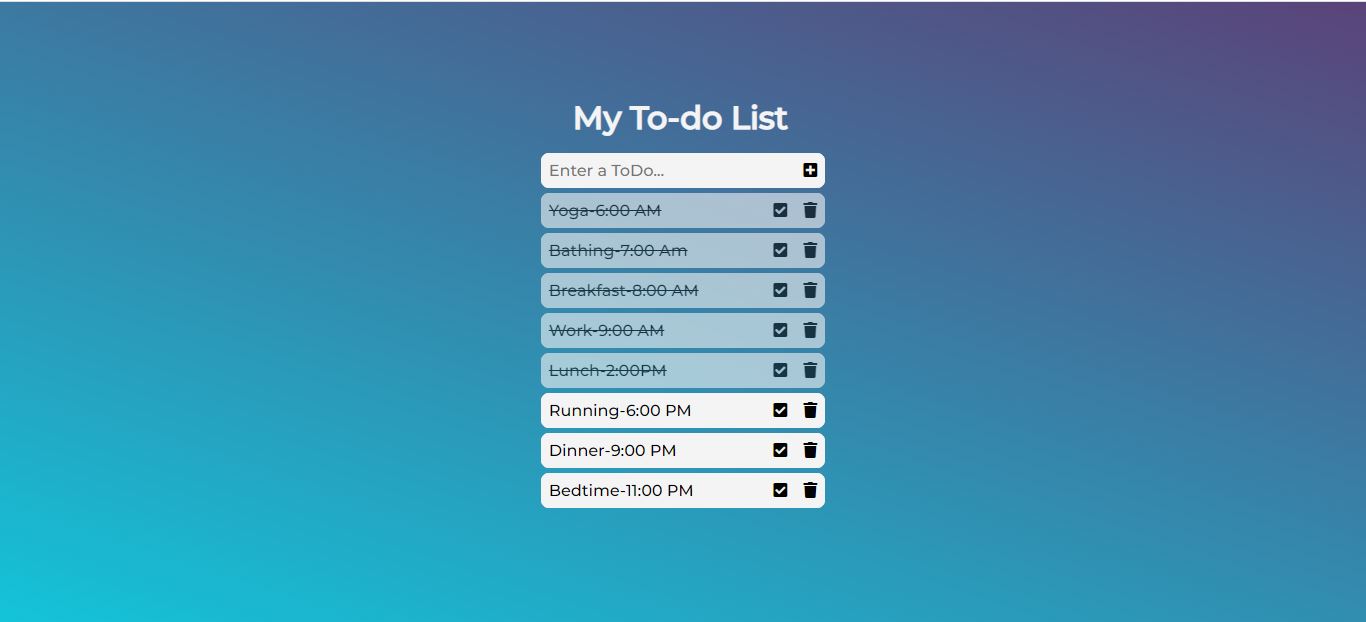 My To-do List
Enter a ToDo...
Yoga-6:00 AM
Bathing-7:00 Am
Breakfast-8:00 AM
Work-9:00 AM
Lunch-2:00PM
Running-6:00 PM
Dinner-9:00 PM
Bedtime-11:00 PM